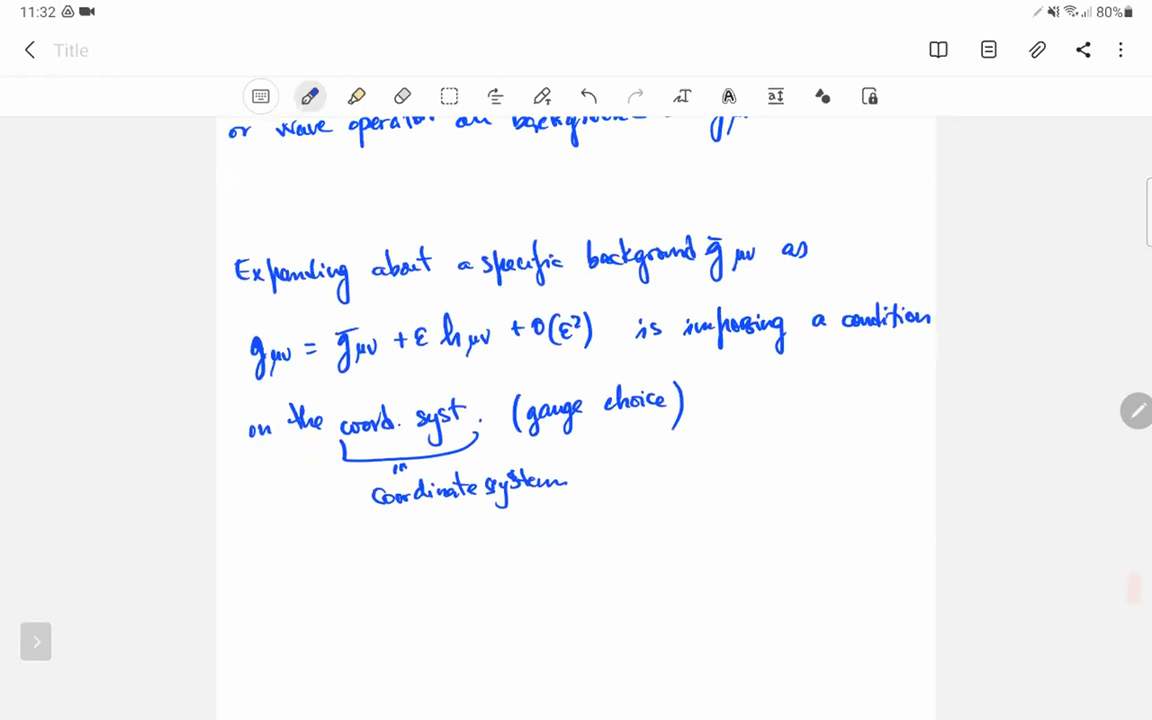 11:32
80%
Title
or wave operator on background
Expanding about a specific background ḡμν as
gμν = ḡμν + ε hμν + O(ε²) is imposing a condition
on the coord. syst. (gauge choice)
coordinate system